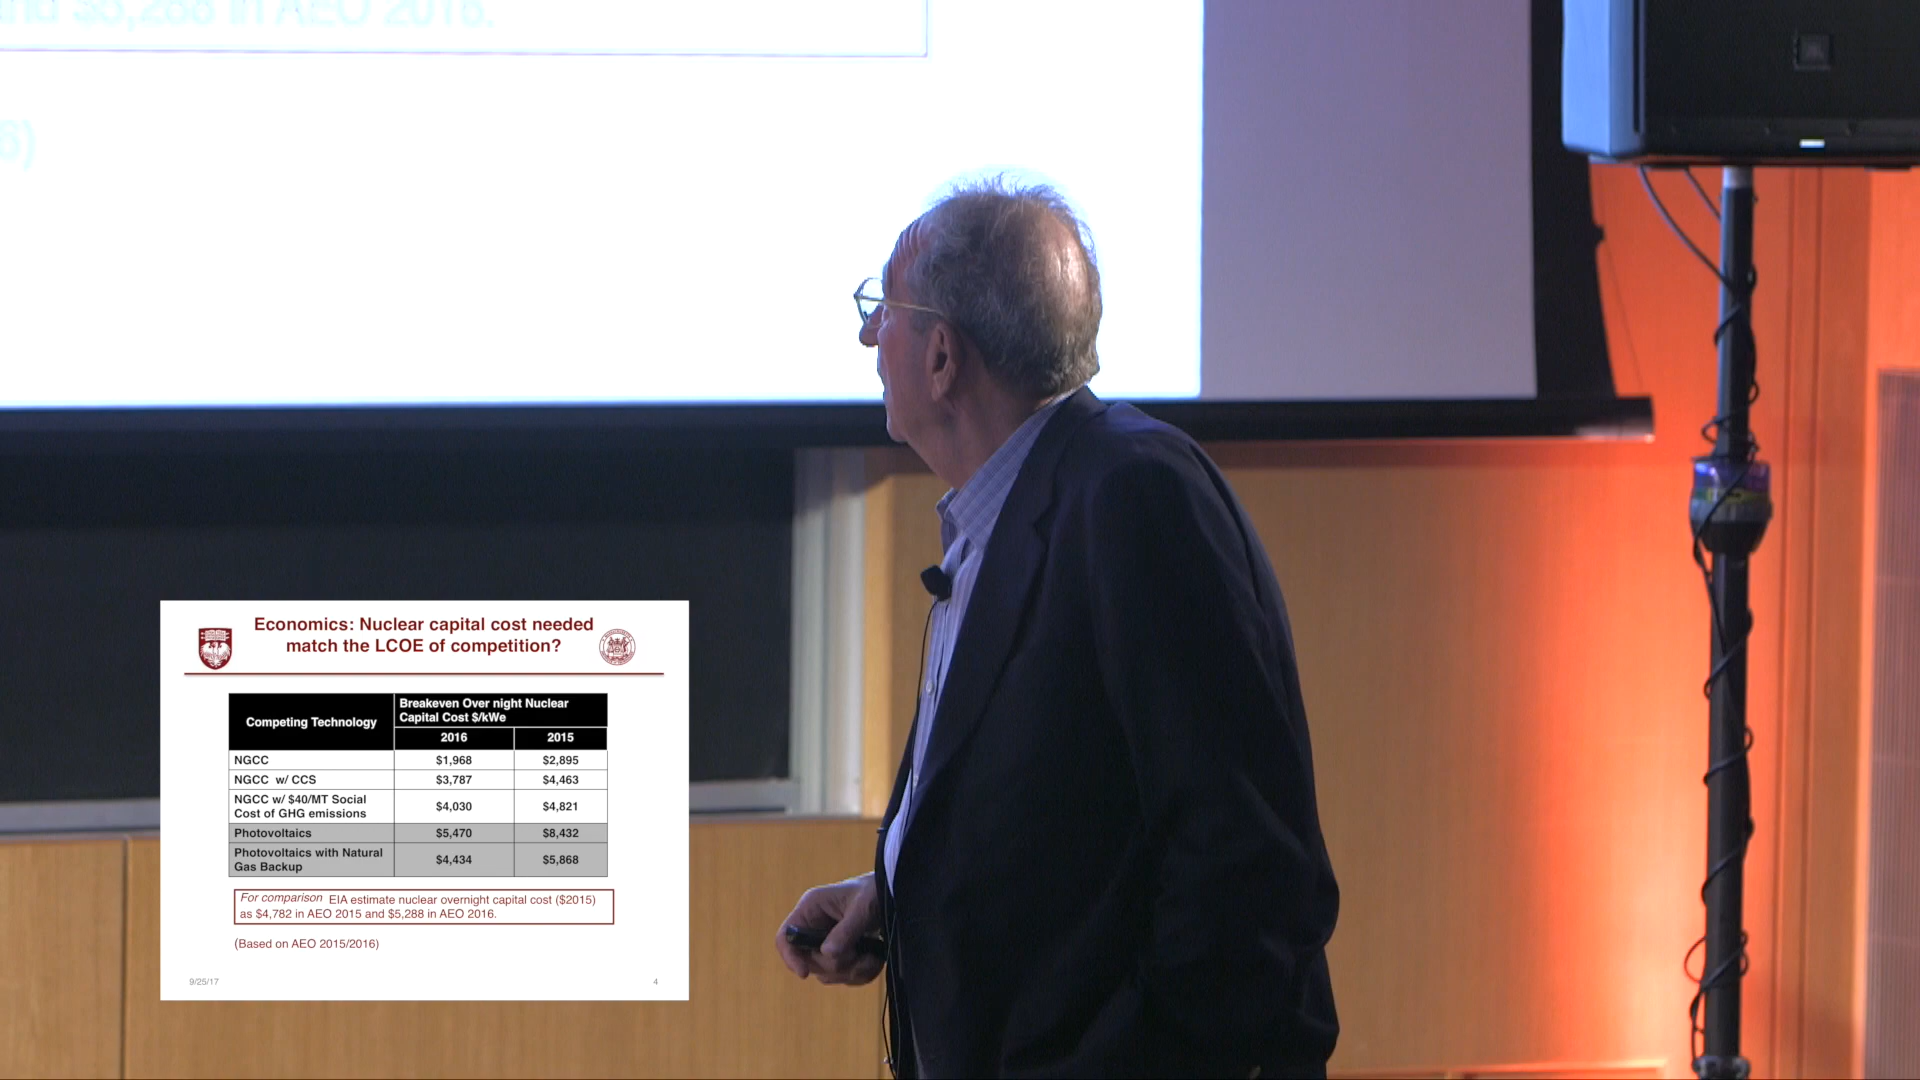 nd $5,288 in AEO 2016.
6)
Economics: Nuclear capital cost needed
match the LCOE of competition?
Competing Technology
Breakeven Over night Nuclear
Capital Cost $/kWe
2016 2015
NGCC $1,968 $2,895
NGCC w/ CCS $3,787 $4,463
NGCC w/ $40/MT Social
Cost of GHG emissions $4,030 $4,821
Photovoltaics $5,470 $8,432
Photovoltaics with Natural
Gas Backup $4,434 $5,868
For comparison EIA estimate nuclear overnight capital cost ($2015)
as $4,782 in AEO 2015 and $5,288 in AEO 2016.
(Based on AEO 2015/2016)
9/25/17 4